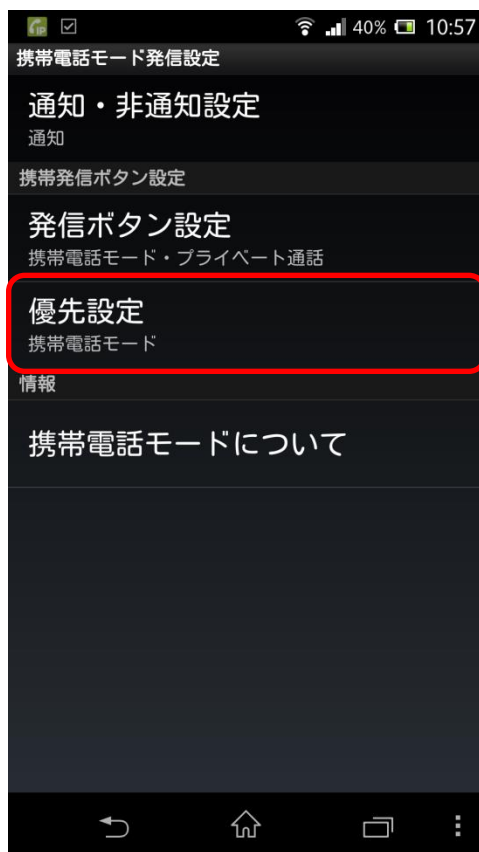 IP
40% 10:57
携帯電話モード発信設定
通知・非通知設定
通知
携帯発信ボタン設定
発信ボタン設定
携帯電話モード・プライベート通話
優先設定
携帯電話モード
情報
携帯電話モードについて